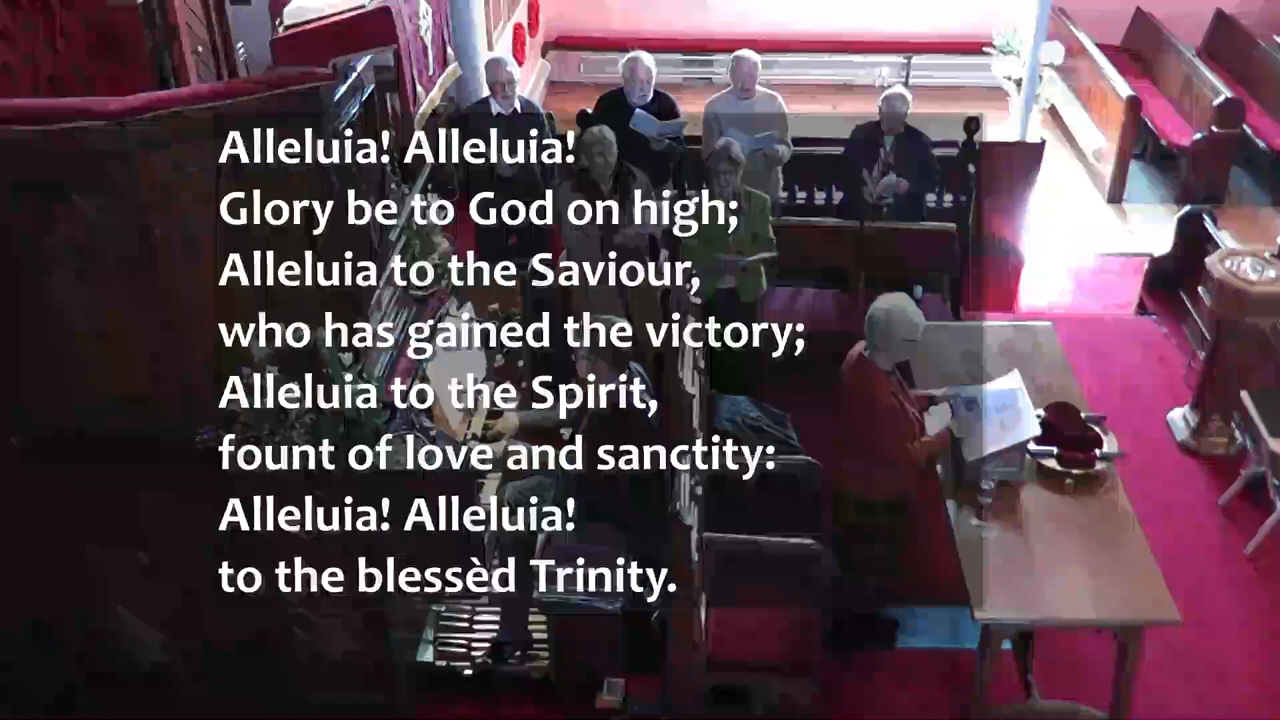 Alleluia! Alleluia!
Glory be to God on high;
Alleluia to the Saviour,
who has gained the victory;
Alleluia to the Spirit,
fount of love and sanctity:
Alleluia! Alleluia!
to the blessèd Trinity.